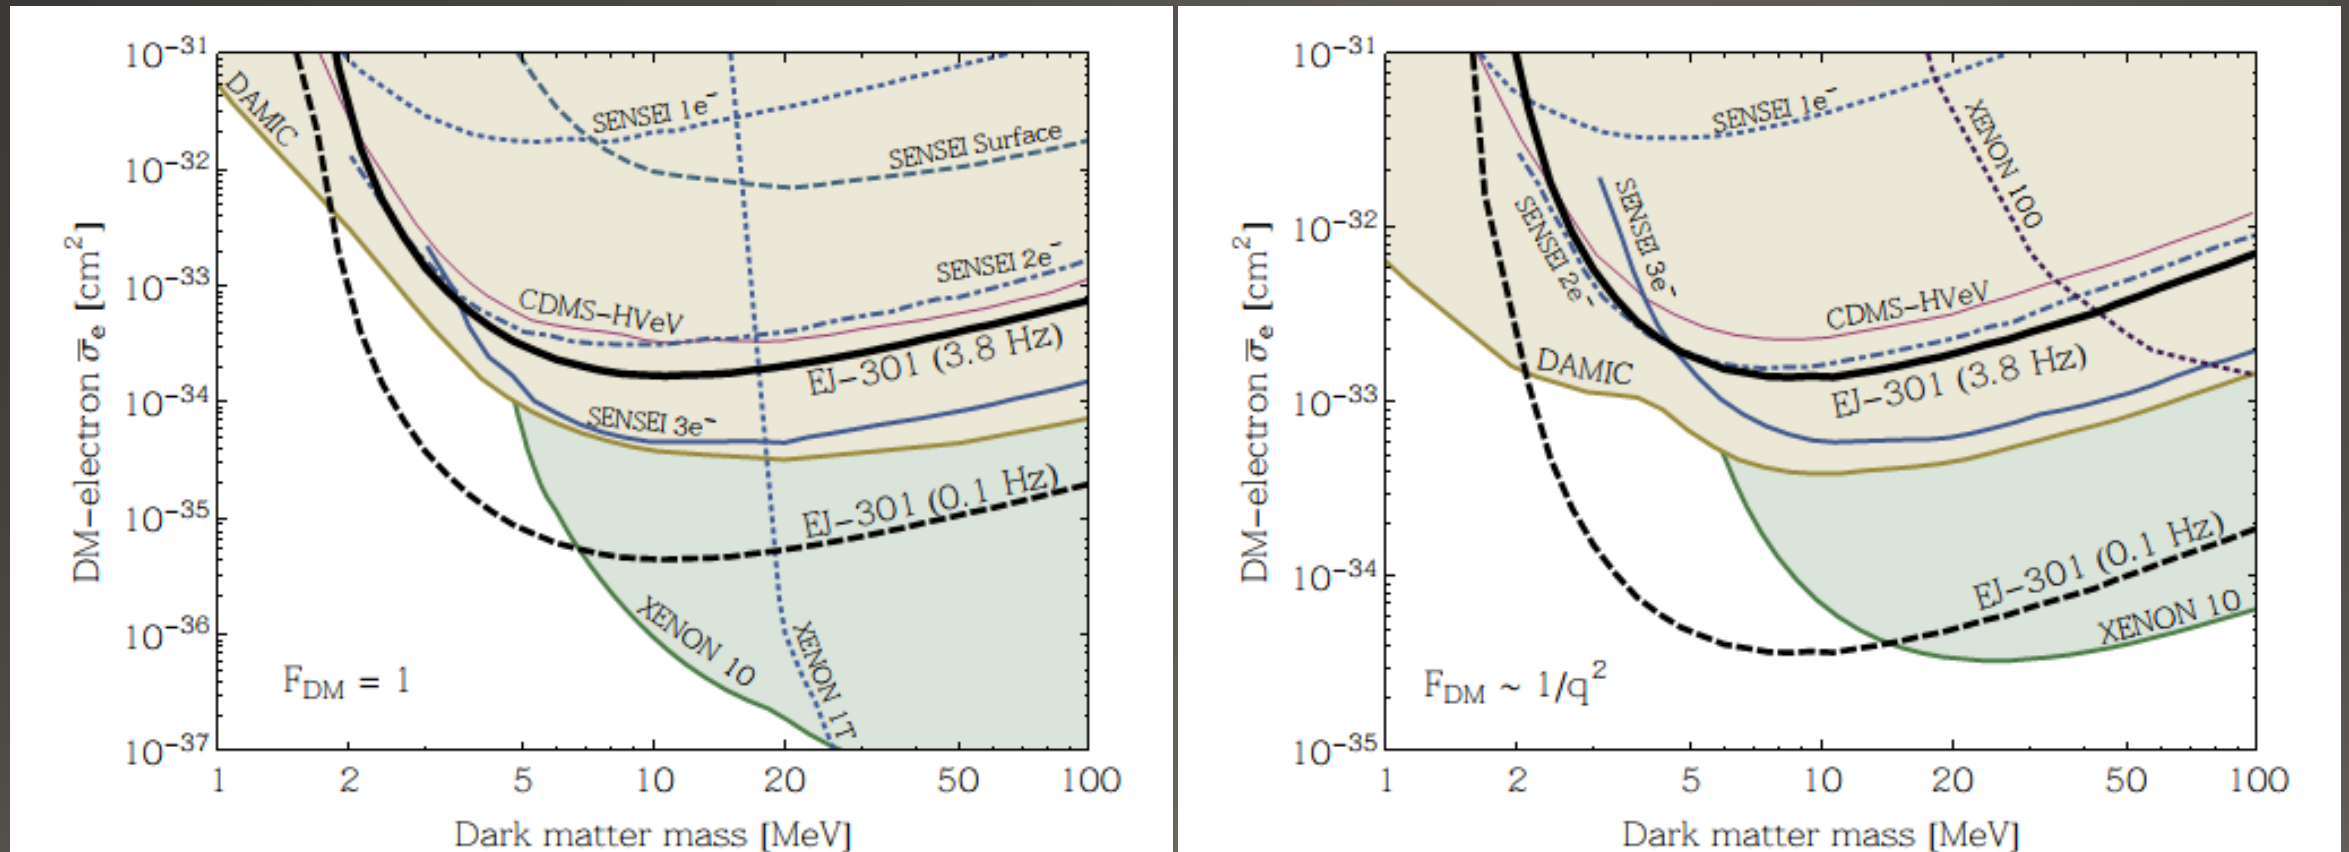 10−31
10−32
10−33
10−34
10−35
10−36
10−37
DM−electron σ̅e [cm2]
DAMIC
SENSEI 1e−
SENSEI Surface
SENSEI 2e−
CDMS−HVeV
EJ−301 (3.8 Hz)
SENSEI 3e−
EJ−301 (0.1 Hz)
XENON 10
XENON 1T
FDM = 1
1 2 5 10 20 50 100
Dark matter mass [MeV]
10−31
10−32
10−33
10−34
10−35
DM−electron σ̅e [cm2]
SENSEI 1e−
XENON 100
SENSEI 3e−
SENSEI 2e−
CDMS−HVeV
DAMIC
EJ−301 (3.8 Hz)
EJ−301 (0.1 Hz)
XENON 10
FDM ~ 1/q2
1 2 5 10 20 50 100
Dark matter mass [MeV]